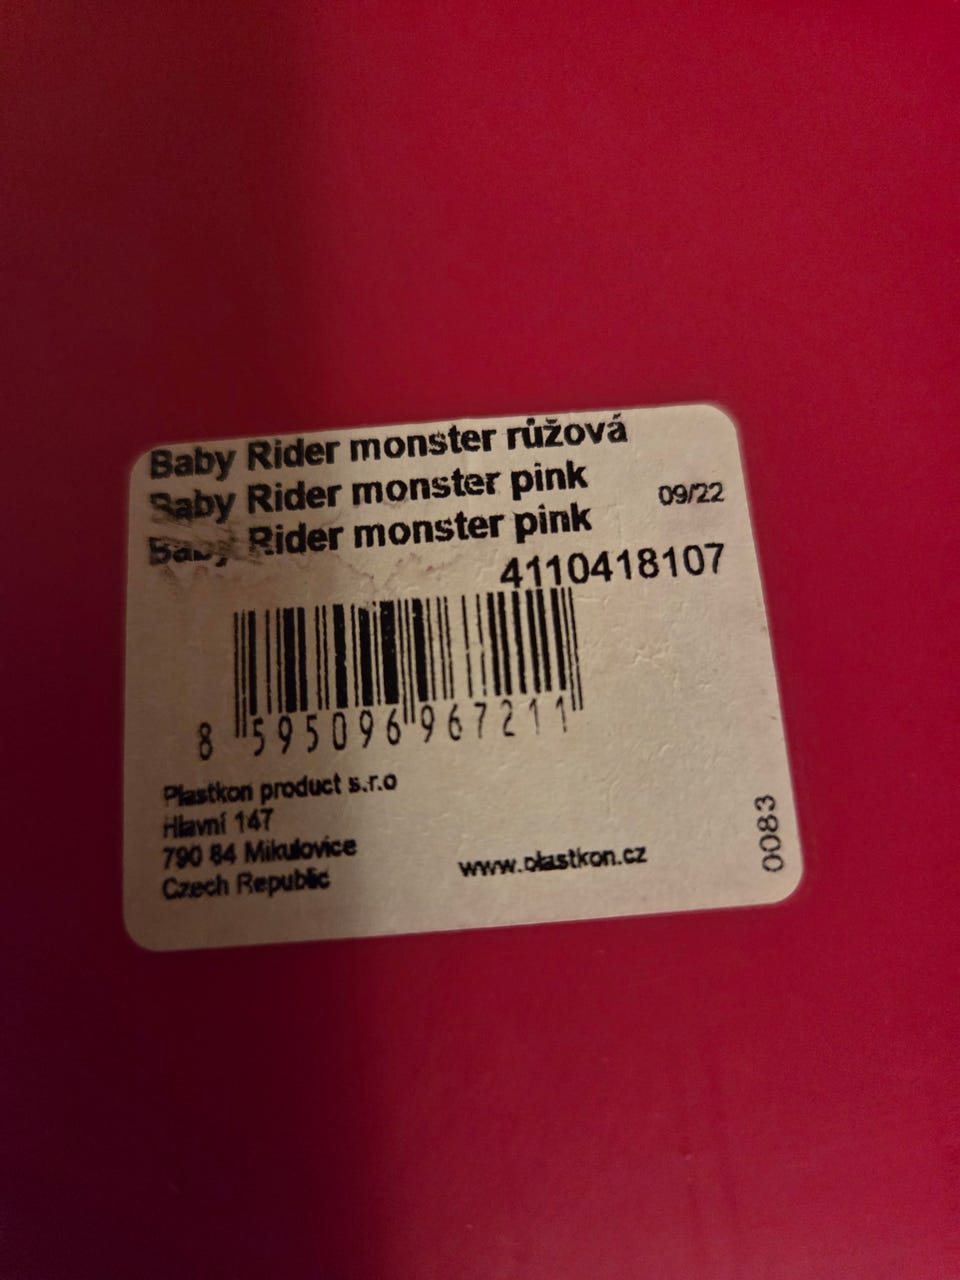 Baby Rider monster růžová
Baby Rider monster pink
09/22
Baby Rider monster pink
4110418107
8 595096 967211
Plastkon product s.r.o
Hlavní 147
790 84 Mikulovice
www.plastkon.cz
Czech Republic
0083